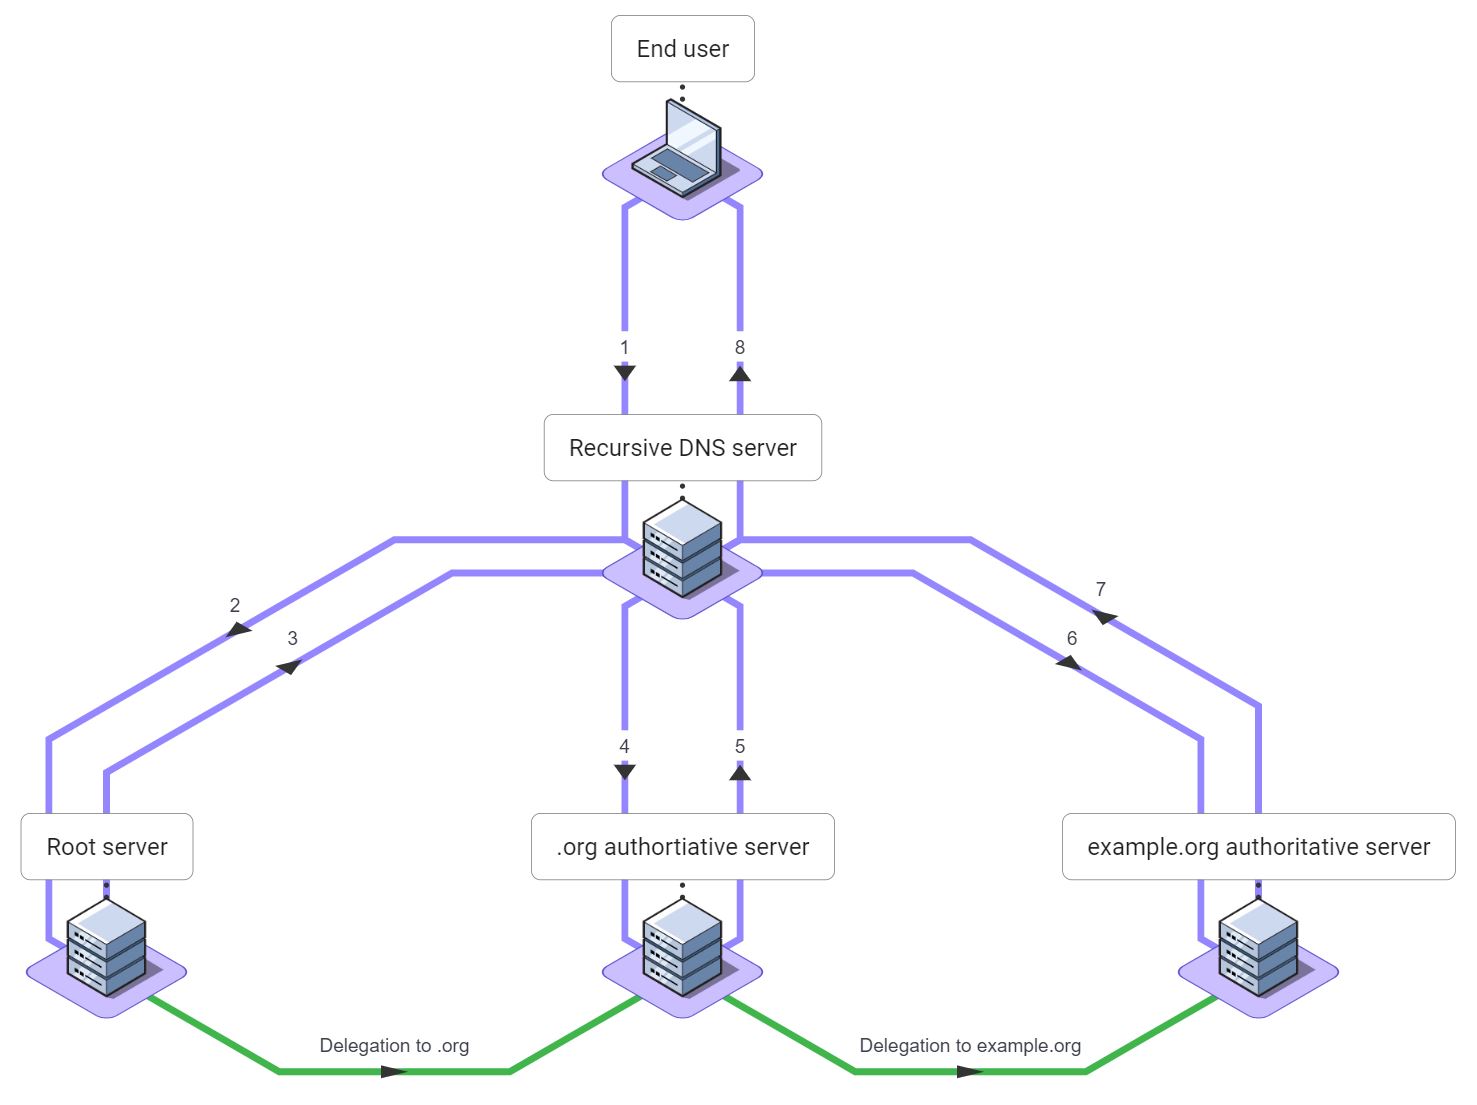 End user
1
8
Recursive DNS server
2
3
7
6
4
5
Root server
.org authortiative server
example.org authoritative server
Delegation to .org
Delegation to example.org